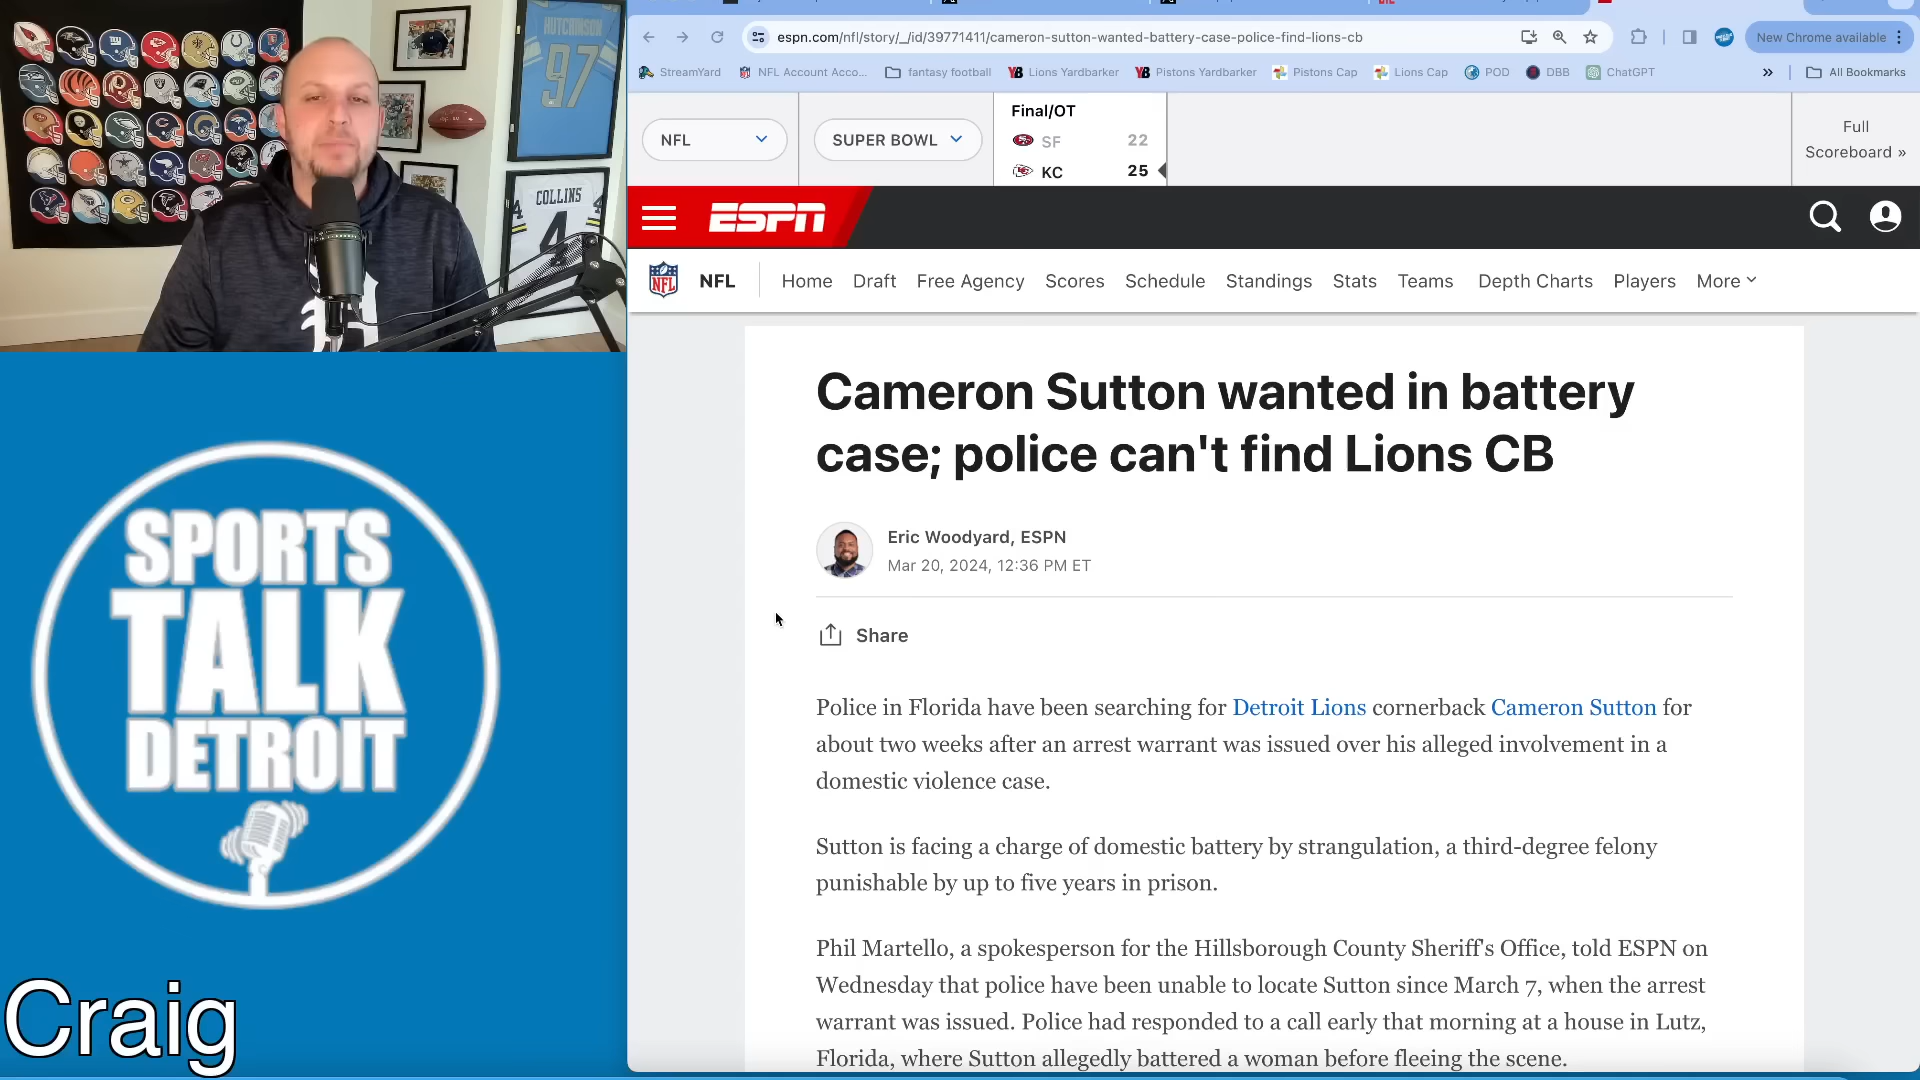 HUTCHINSON
97
COLLINS
4
4
SPORTS
TALK
DETROIT
Craig
espn.com/nfl/story/_/id/39771411/cameron-sutton-wanted-battery-case-police-find-lions-cb
New Chrome available
StreamYard
NFL Account Acco...
fantasy football
YB Lions Yardbarker
YB Pistons Yardbarker
Pistons Cap
Lions Cap
POD
DBB
ChatGPT
»
All Bookmarks
NFL
SUPER BOWL
Final/OT
SF 22
KC 25
Full
Scoreboard »
ESPN
NFL
NFL
Home
Draft
Free Agency
Scores
Schedule
Standings
Stats
Teams
Depth Charts
Players
More
Cameron Sutton wanted in battery
case; police can't find Lions CB
Eric Woodyard, ESPN
Mar 20, 2024, 12:36 PM ET
Share
Police in Florida have been searching for Detroit Lions cornerback Cameron Sutton for
about two weeks after an arrest warrant was issued over his alleged involvement in a
domestic violence case.
Sutton is facing a charge of domestic battery by strangulation, a third-degree felony
punishable by up to five years in prison.
Phil Martello, a spokesperson for the Hillsborough County Sheriff's Office, told ESPN on
Wednesday that police have been unable to locate Sutton since March 7, when the arrest
warrant was issued. Police had responded to a call early that morning at a house in Lutz,
Florida, where Sutton allegedly battered a woman before fleeing the scene.